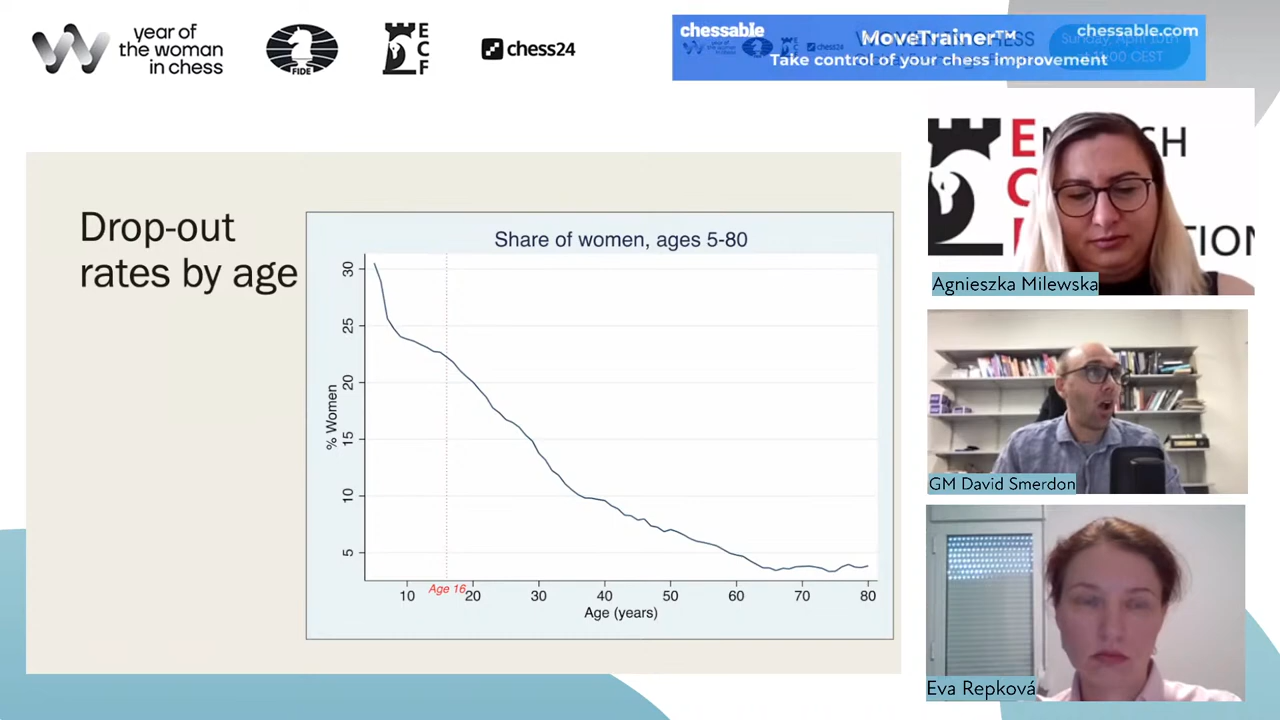 year of
the woman
in chess
FIDE
E
C
F
chess24
chessable
MoveTrainer™
chessable.com
Take control of your chess improvement
Drop-out
rates by age
Share of women, ages 5-80
% Women
30
25
20
15
10
5
10
20
30
40
50
60
70
80
Age 16
Age (years)
Agnieszka Milewska
GM David Smerdon
Eva Repková